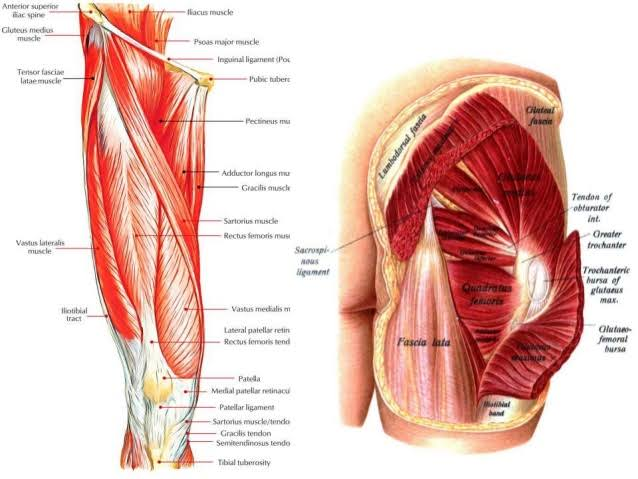 Anterior superior
iliac spine
Gluteus medius
muscle
Tensor fasciae
latae muscle
Vastus lateralis
muscle
Iliotibial
tract
Iliacus muscle
Psoas major muscle
Inguinal ligament (Pou
Pubic tuberc
Pectineus mu
Adductor longus mu
Gracilis muscle
Sartorius muscle
Rectus femoris mus
Vastus medialis m
Lateral patellar retin
Rectus femoris tend
Patella
Medial patellar retinacu
Patellar ligament
Sartorius muscle/tendo
Gracilis tendon
Semitendinosus tendo
Tibial tuberosity
Lumbodorsal fascia
Gluteal
fascia
Sacrospi-
nous
ligament
Quadratus
femoris
Fascia lata
Tendon of
obturator
int.
Greater
trochanter
Trochanteric
bursa of
glutaeus
max.
Glutaeo-
femoral
bursa
Iliotibial
band